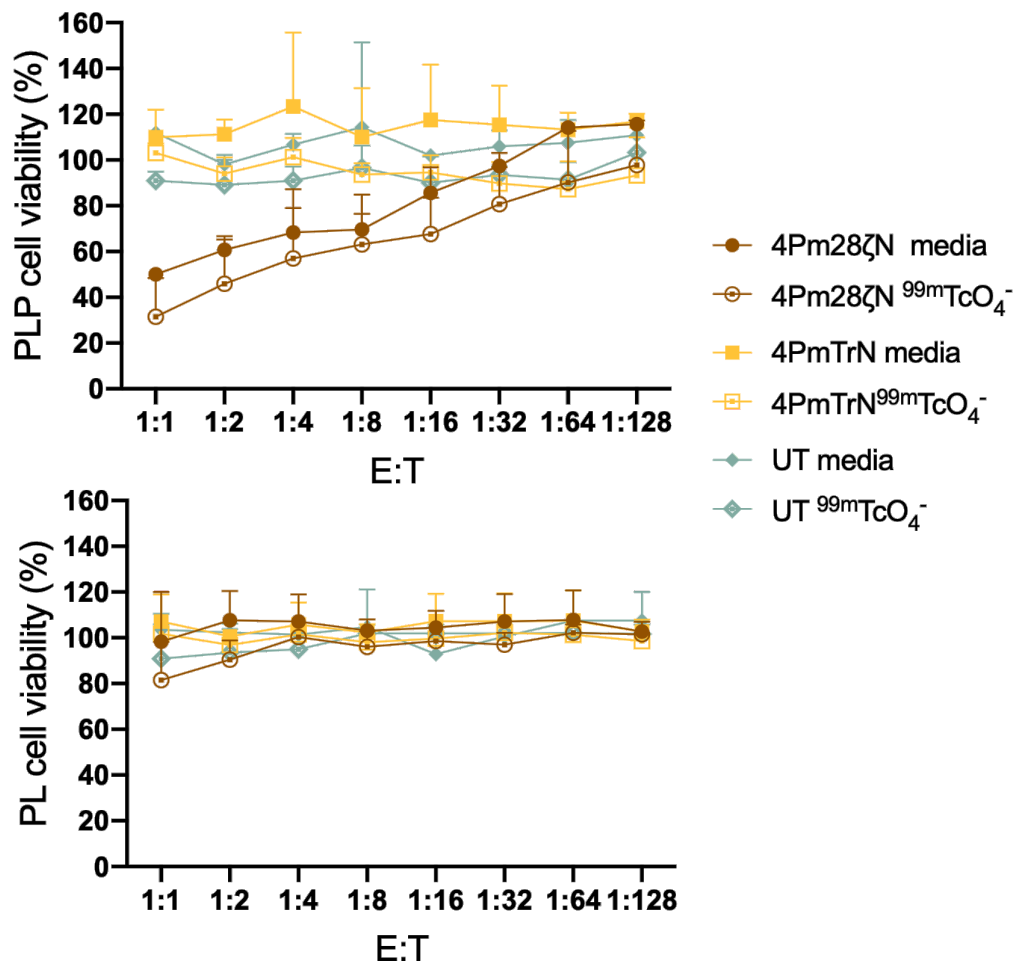 PLP cell viability (%)
160
140
120
100
80
60
40
20
0
1:1 1:2 1:4 1:8 1:16 1:32 1:64 1:128
E:T
4Pm28ζN media
4Pm28ζN ⁹⁹ᵐTcO₄⁻
4PmTrN media
4PmTrN⁹⁹ᵐTcO₄⁻
UT media
UT ⁹⁹ᵐTcO₄⁻
PL cell viability (%)
160
140
120
100
80
60
40
20
0
1:1 1:2 1:4 1:8 1:16 1:32 1:64 1:128
E:T